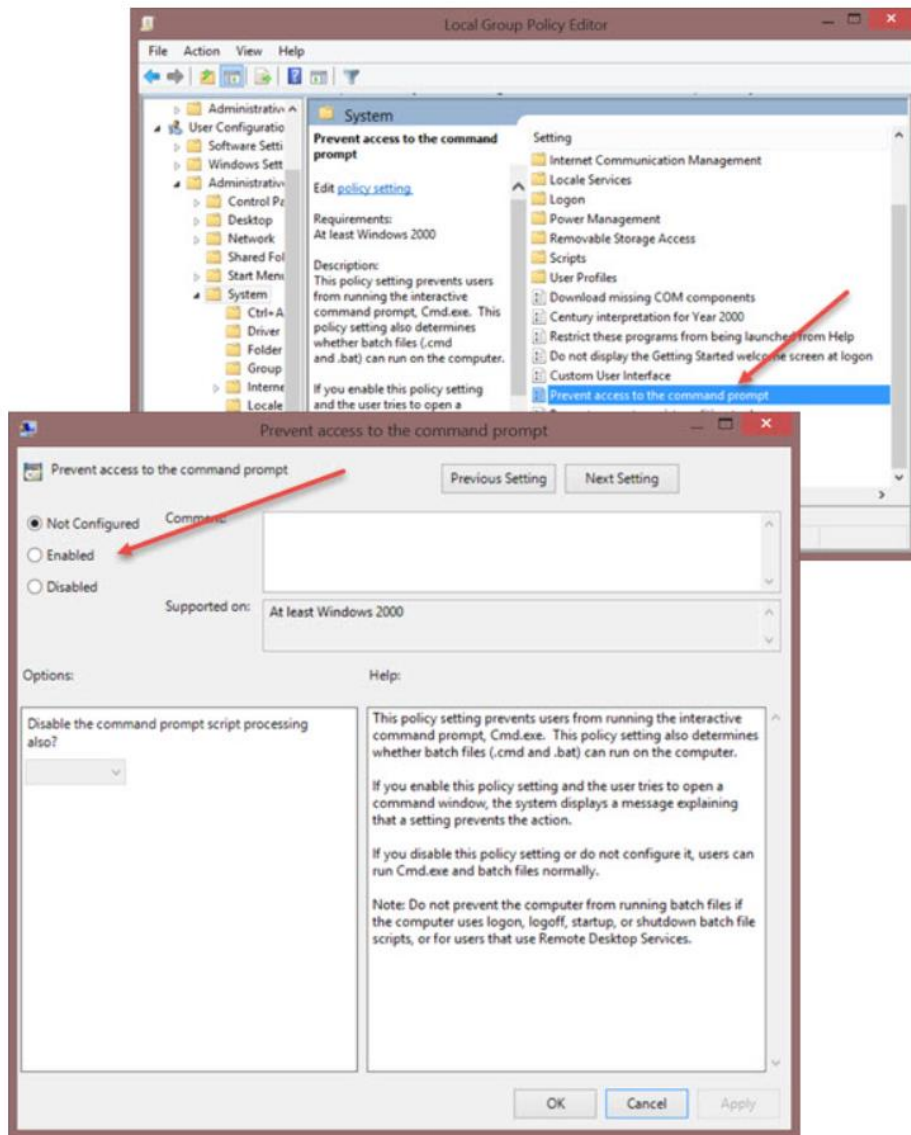 Local Group Policy Editor
File Action View Help
Administrativ
User Configuratio
Software Setti
Windows Sett
Administrativ
Control Pa
Desktop
Network
Shared Fol
Start Menu
System
Ctrl+A
Driver
Folder
Group
Interne
Locale
System
Prevent access to the command
prompt
Edit policy setting
Requirements:
At least Windows 2000
Description:
This policy setting prevents users
from running the interactive
command prompt, Cmd.exe. This
policy setting also determines
whether batch files (.cmd
and .bat) can run on the computer.
If you enable this policy setting
and the user tries to open a
Setting
Internet Communication Management
Locale Services
Logon
Power Management
Removable Storage Access
Scripts
User Profiles
Download missing COM components
Century interpretation for Year 2000
Restrict these programs from being launched from Help
Do not display the Getting Started welcome screen at logon
Custom User Interface
Prevent access to the command prompt
Prevent access to the command prompt
Prevent access to the command prompt
Previous Setting Next Setting
Not Configured
Enabled
Disabled
Comment:
Supported on:
At least Windows 2000
Options:
Disable the command prompt script processing
also?
Help:
This policy setting prevents users from running the interactive
command prompt, Cmd.exe. This policy setting also determines
whether batch files (.cmd and .bat) can run on the computer.
If you enable this policy setting and the user tries to open a
command window, the system displays a message explaining
that a setting prevents the action.
If you disable this policy setting or do not configure it, users can
run Cmd.exe and batch files normally.
Note: Do not prevent the computer from running batch files if
the computer uses logon, logoff, startup, or shutdown batch file
scripts, or for users that use Remote Desktop Services.
OK Cancel Apply